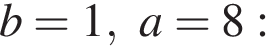 b = 1, a = 8 :